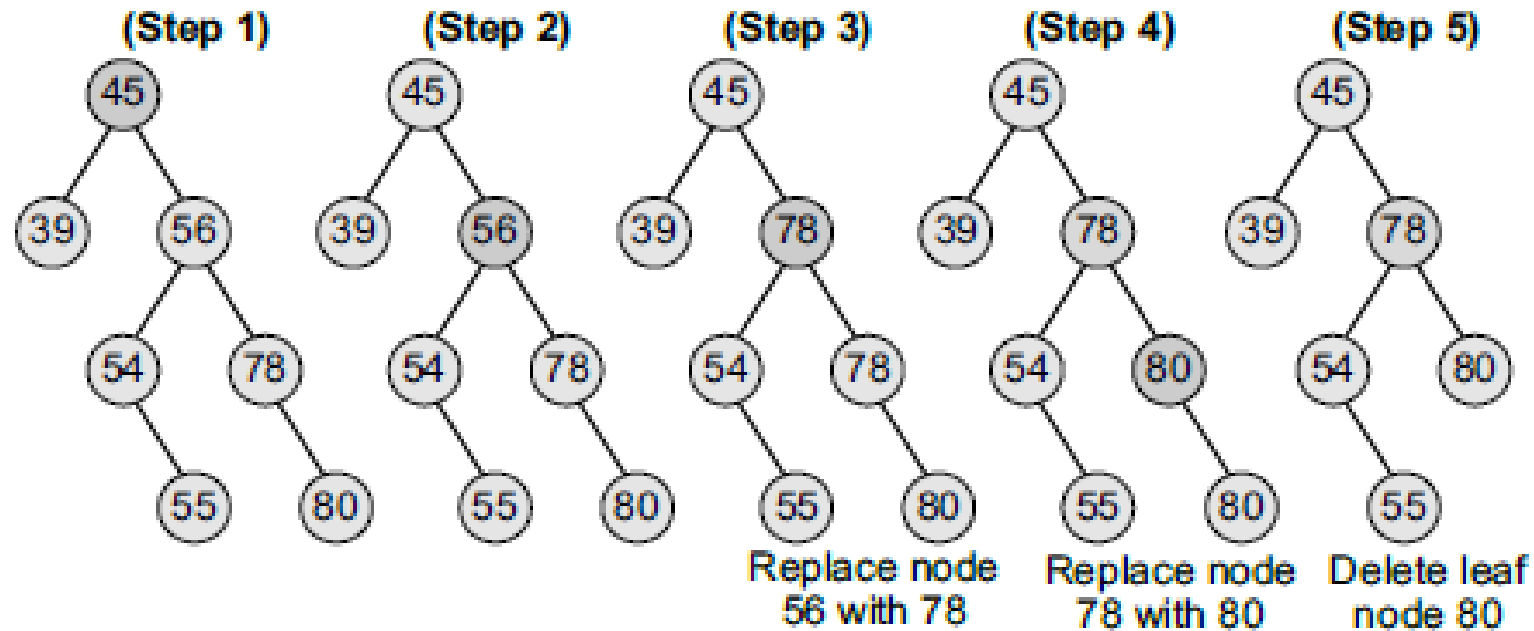 (Step 1) (Step 2) (Step 3) (Step 4) (Step 5)
45 45 45 45 45
39 56 39 56 39 78 39 78 39 78
54 78 54 78 54 78 54 80 54 80
55 80 55 80 55 80 55 80 55
Replace node Replace node Delete leaf
56 with 78 78 with 80 node 80